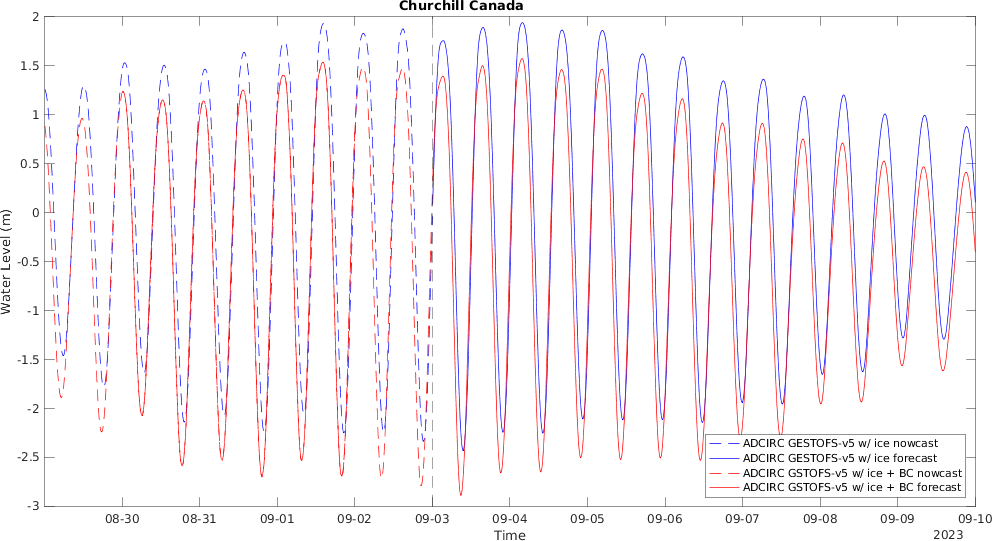 Churchill Canada
2
1.5
1
0.5
0
-0.5
-1
-1.5
-2
-2.5
-3
Water Level (m)
08-30 08-31 09-01 09-02 09-03 09-04 09-05 09-06 09-07 09-08 09-09 09-10
Time
2023
ADCIRC GESTOFS-v5 w/ ice nowcast
ADCIRC GESTOFS-v5 w/ ice forecast
ADCIRC GSTOFS-v5 w/ ice + BC nowcast
ADCIRC GSTOFS-v5 w/ ice + BC forecast